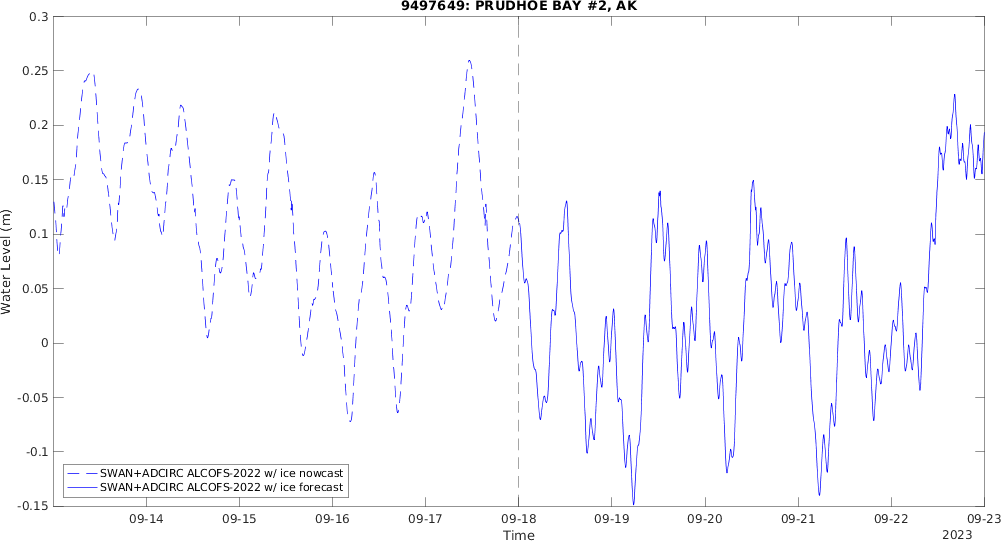 9497649: PRUDHOE BAY #2, AK
Water Level (m)
0.3
0.25
0.2
0.15
0.1
0.05
0
-0.05
-0.1
-0.15
SWAN+ADCIRC ALCOFS-2022 w/ ice nowcast
SWAN+ADCIRC ALCOFS-2022 w/ ice forecast
09-14 09-15 09-16 09-17 09-18 09-19 09-20 09-21 09-22 09-23
Time
2023